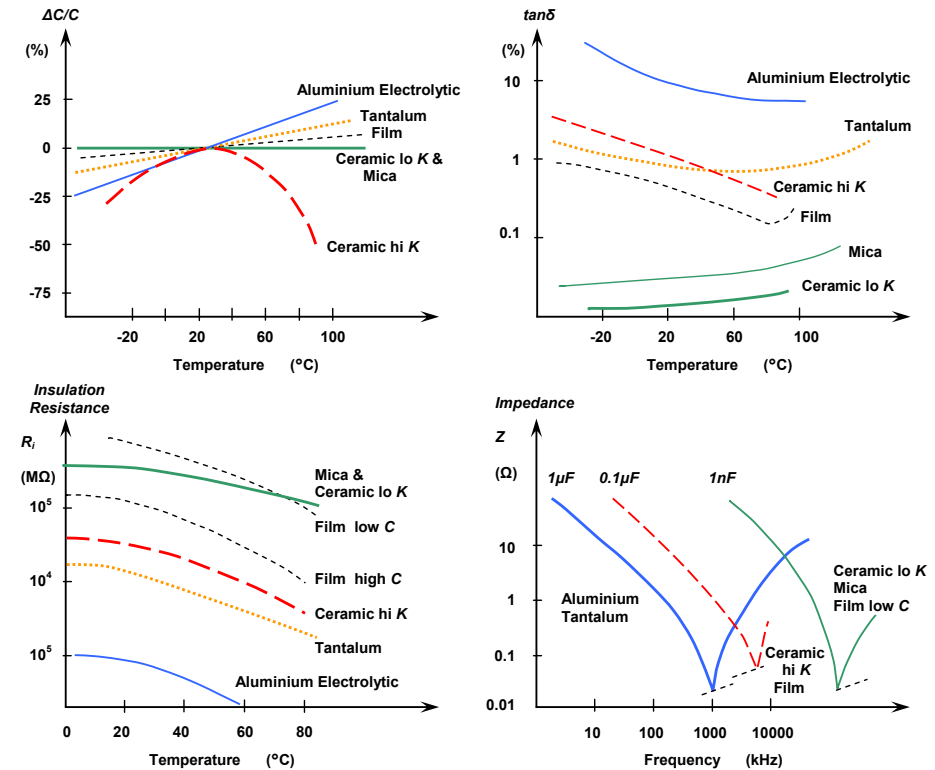 ΔC/C
(%)
25
0
-25
-50
-75
Aluminium Electrolytic
Tantalum
Film
Ceramic lo K &
Mica
Ceramic hi K
-20 20 60 100
Temperature (°C)
tanδ
(%)
10
1
0.1
Aluminium Electrolytic
Tantalum
Ceramic hi K
Film
Mica
Ceramic lo K
-20 20 60 100
Temperature (°C)
Insulation
Resistance
Ri
(MΩ)
10⁵
10⁴
10⁵
Mica &
Ceramic lo K
Film low C
Film high C
Ceramic hi K
Tantalum
Aluminium Electrolytic
0 20 40 60 80
Temperature (°C)
Impedance
Z
(Ω)
10
1
0.1
0.01
1µF 0.1µF 1nF
Aluminium
Tantalum
Ceramic
hi K
Film
Ceramic lo K
Mica
Film low C
10 100 1000 10000
Frequency (kHz)